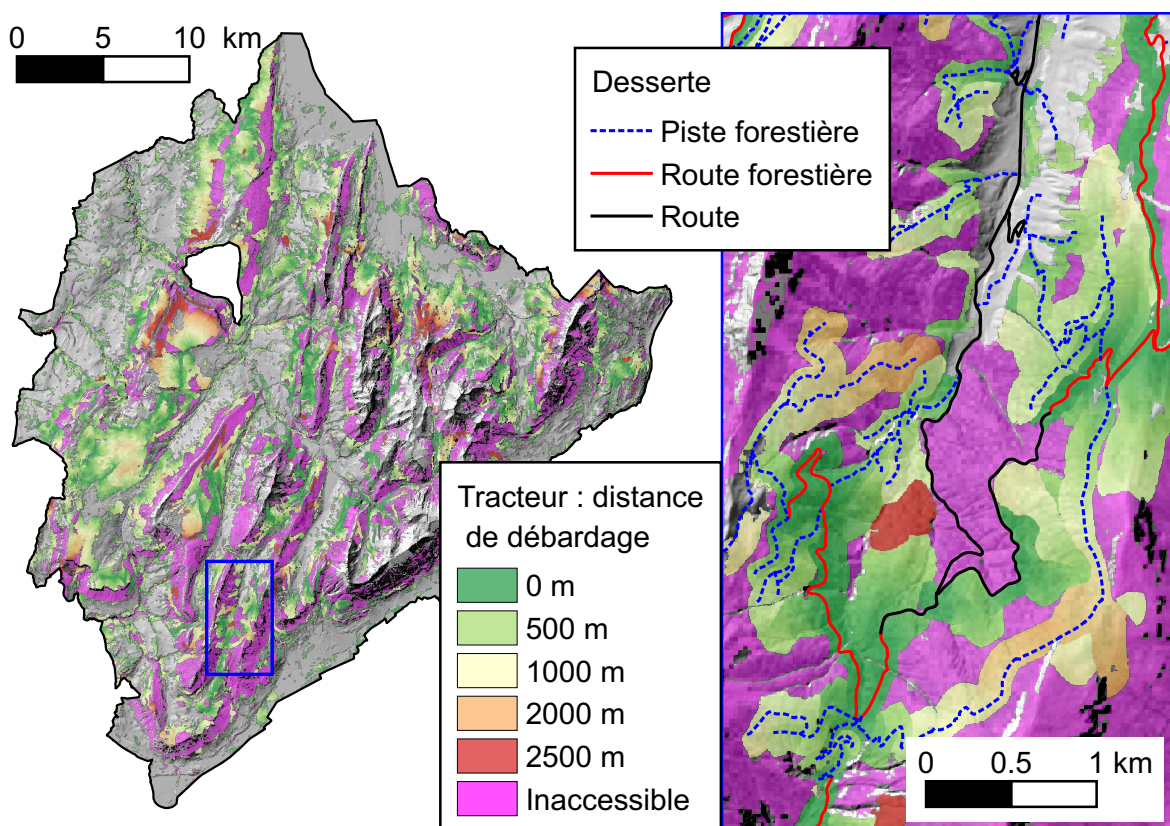 0 5 10 km
Desserte
Piste forestière
Route forestière
Route
Tracteur : distance
de débardage
0 m
500 m
1000 m
2000 m
2500 m
Inaccessible
0 0.5 1 km